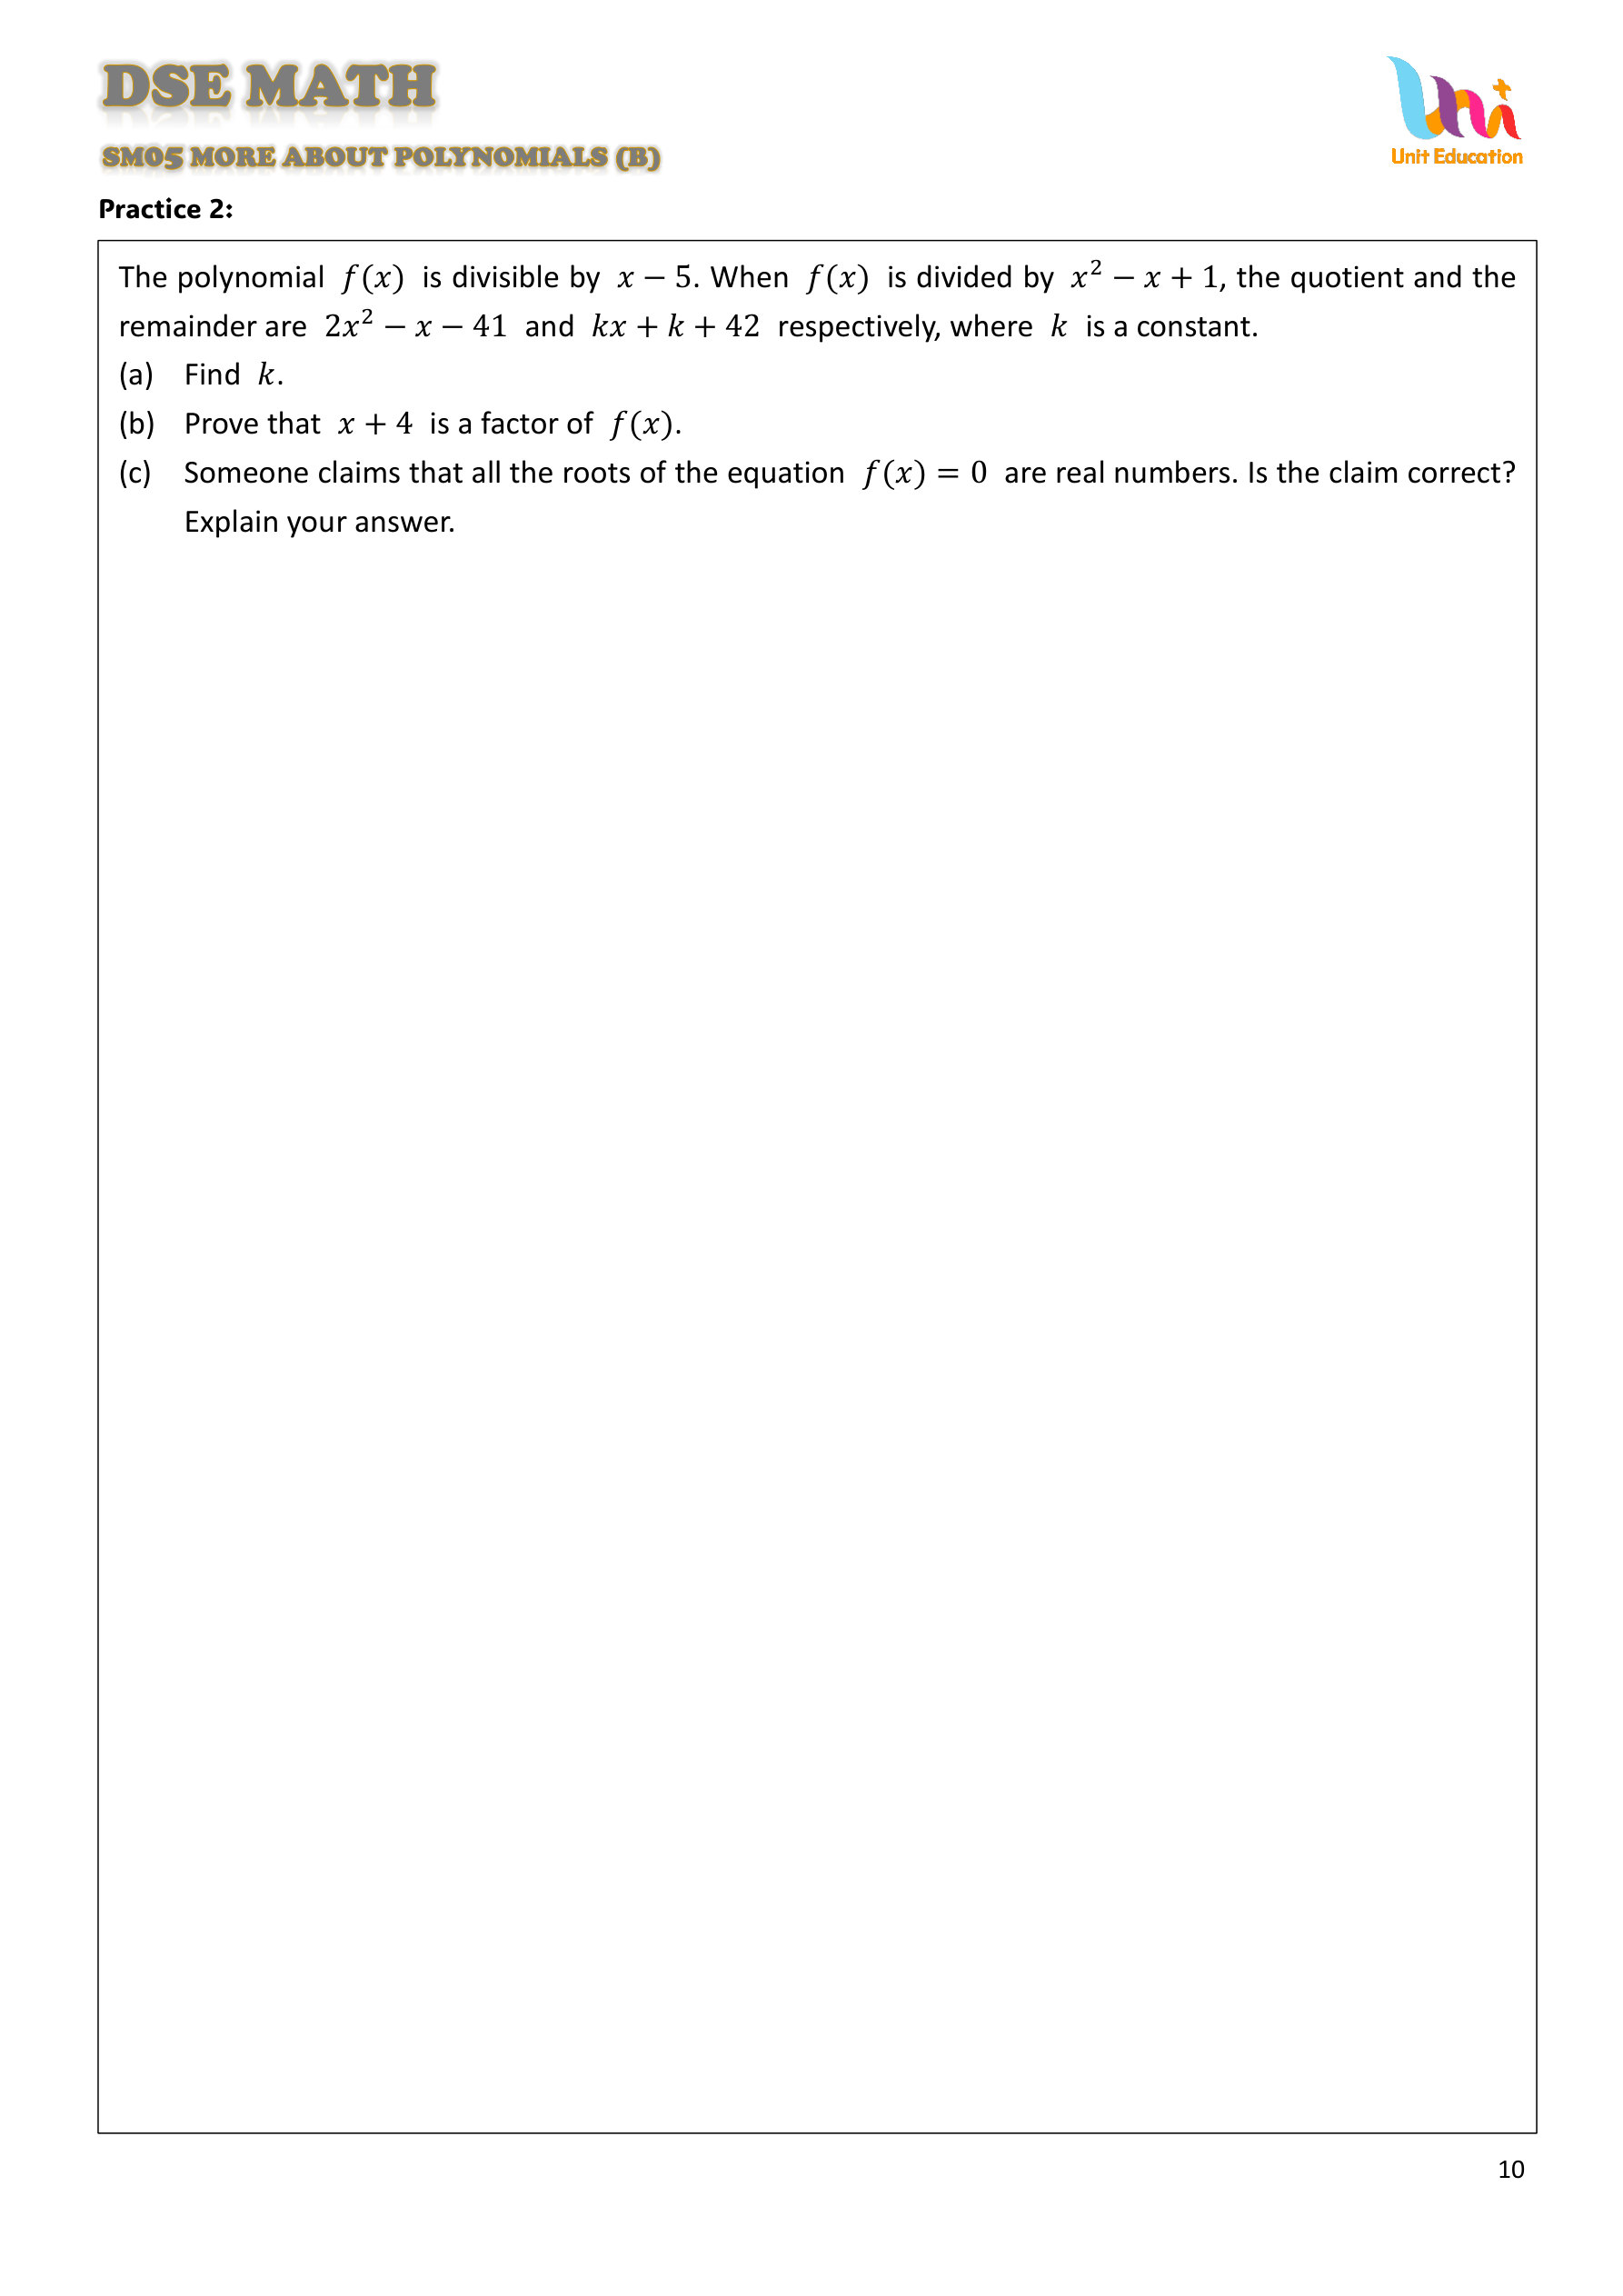 DSE MATH
SM05 MORE ABOUT POLYNOMIALS (B)
Unit Education
Practice 2:
The polynomial f(x) is divisible by x − 5. When f(x) is divided by x² − x + 1, the quotient and the
remainder are 2x² − x − 41 and kx + k + 42 respectively, where k is a constant.
(a) Find k.
(b) Prove that x + 4 is a factor of f(x).
(c) Someone claims that all the roots of the equation f(x) = 0 are real numbers. Is the claim correct?
Explain your answer.
10